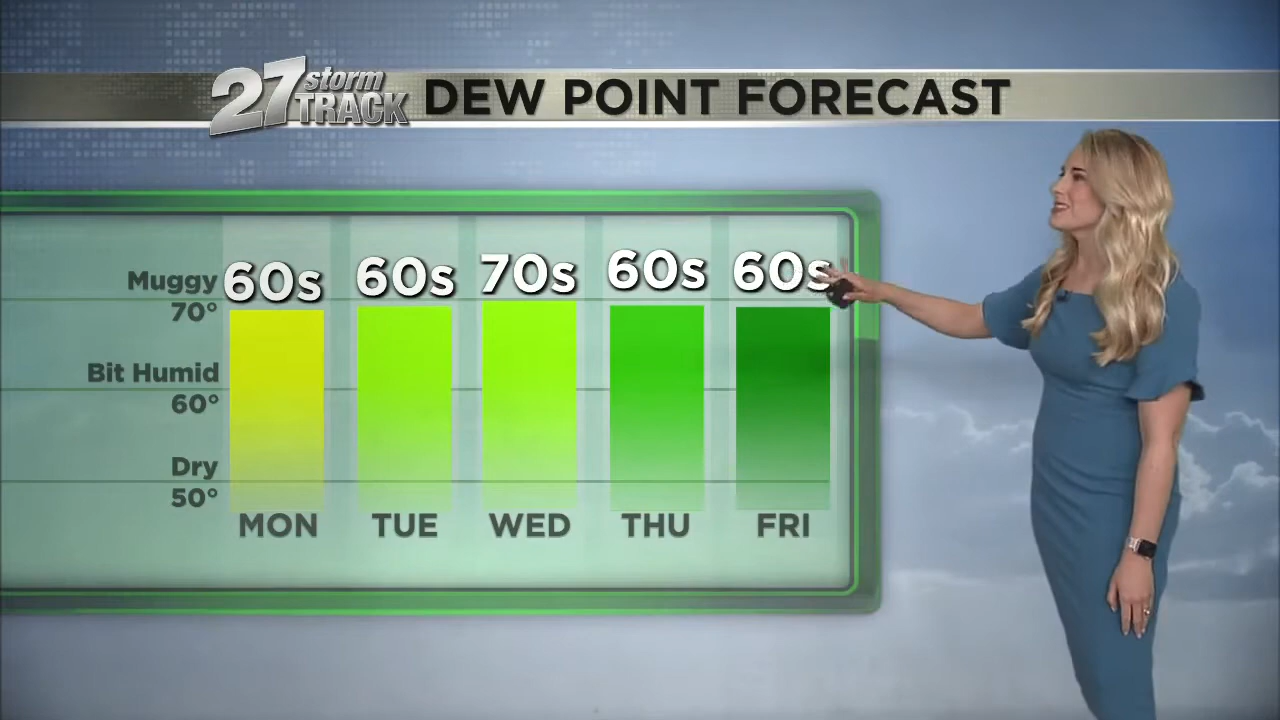 27 storm TRACK DEW POINT FORECAST
60s 60s 70s 60s 60s
Muggy
70°
Bit Humid
60°
Dry
50°
MON TUE WED THU FRI